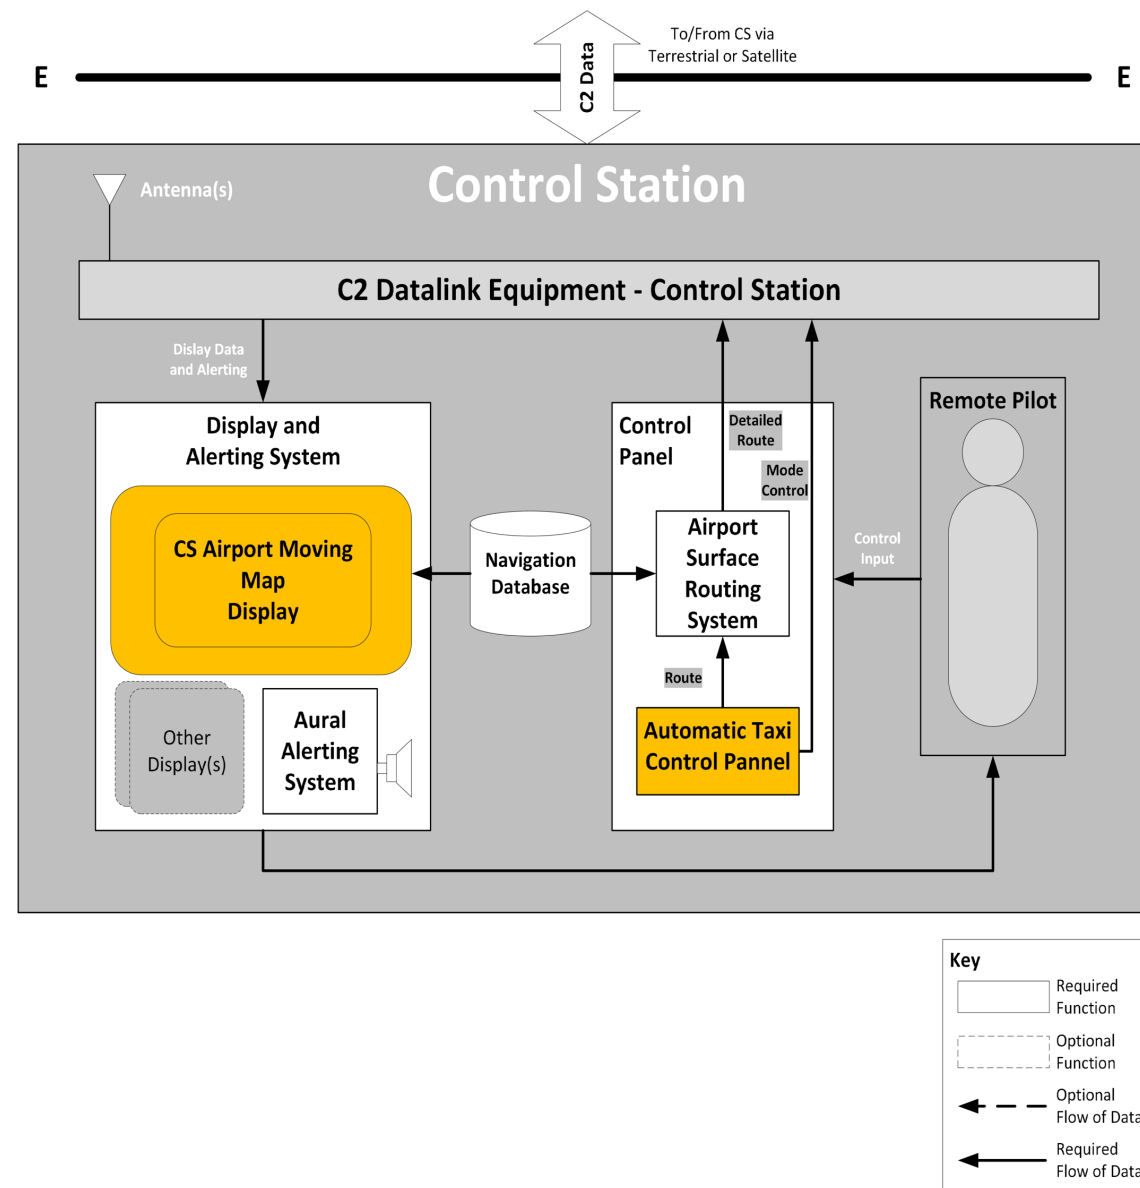 To/From CS via
Terrestrial or Satellite
C2 Data
E
E
Control Station
Antenna(s)
C2 Datalink Equipment - Control Station
Dislay Data
and Alerting
Display and
Alerting System
CS Airport Moving
Map
Display
Other
Display(s)
Aural
Alerting
System
Navigation
Database
Control
Panel
Detailed
Route
Mode
Control
Airport
Surface
Routing
System
Route
Automatic Taxi
Control Pannel
Control
Input
Remote Pilot
Key
Required
Function
Optional
Function
Optional
Flow of Data
Required
Flow of Data